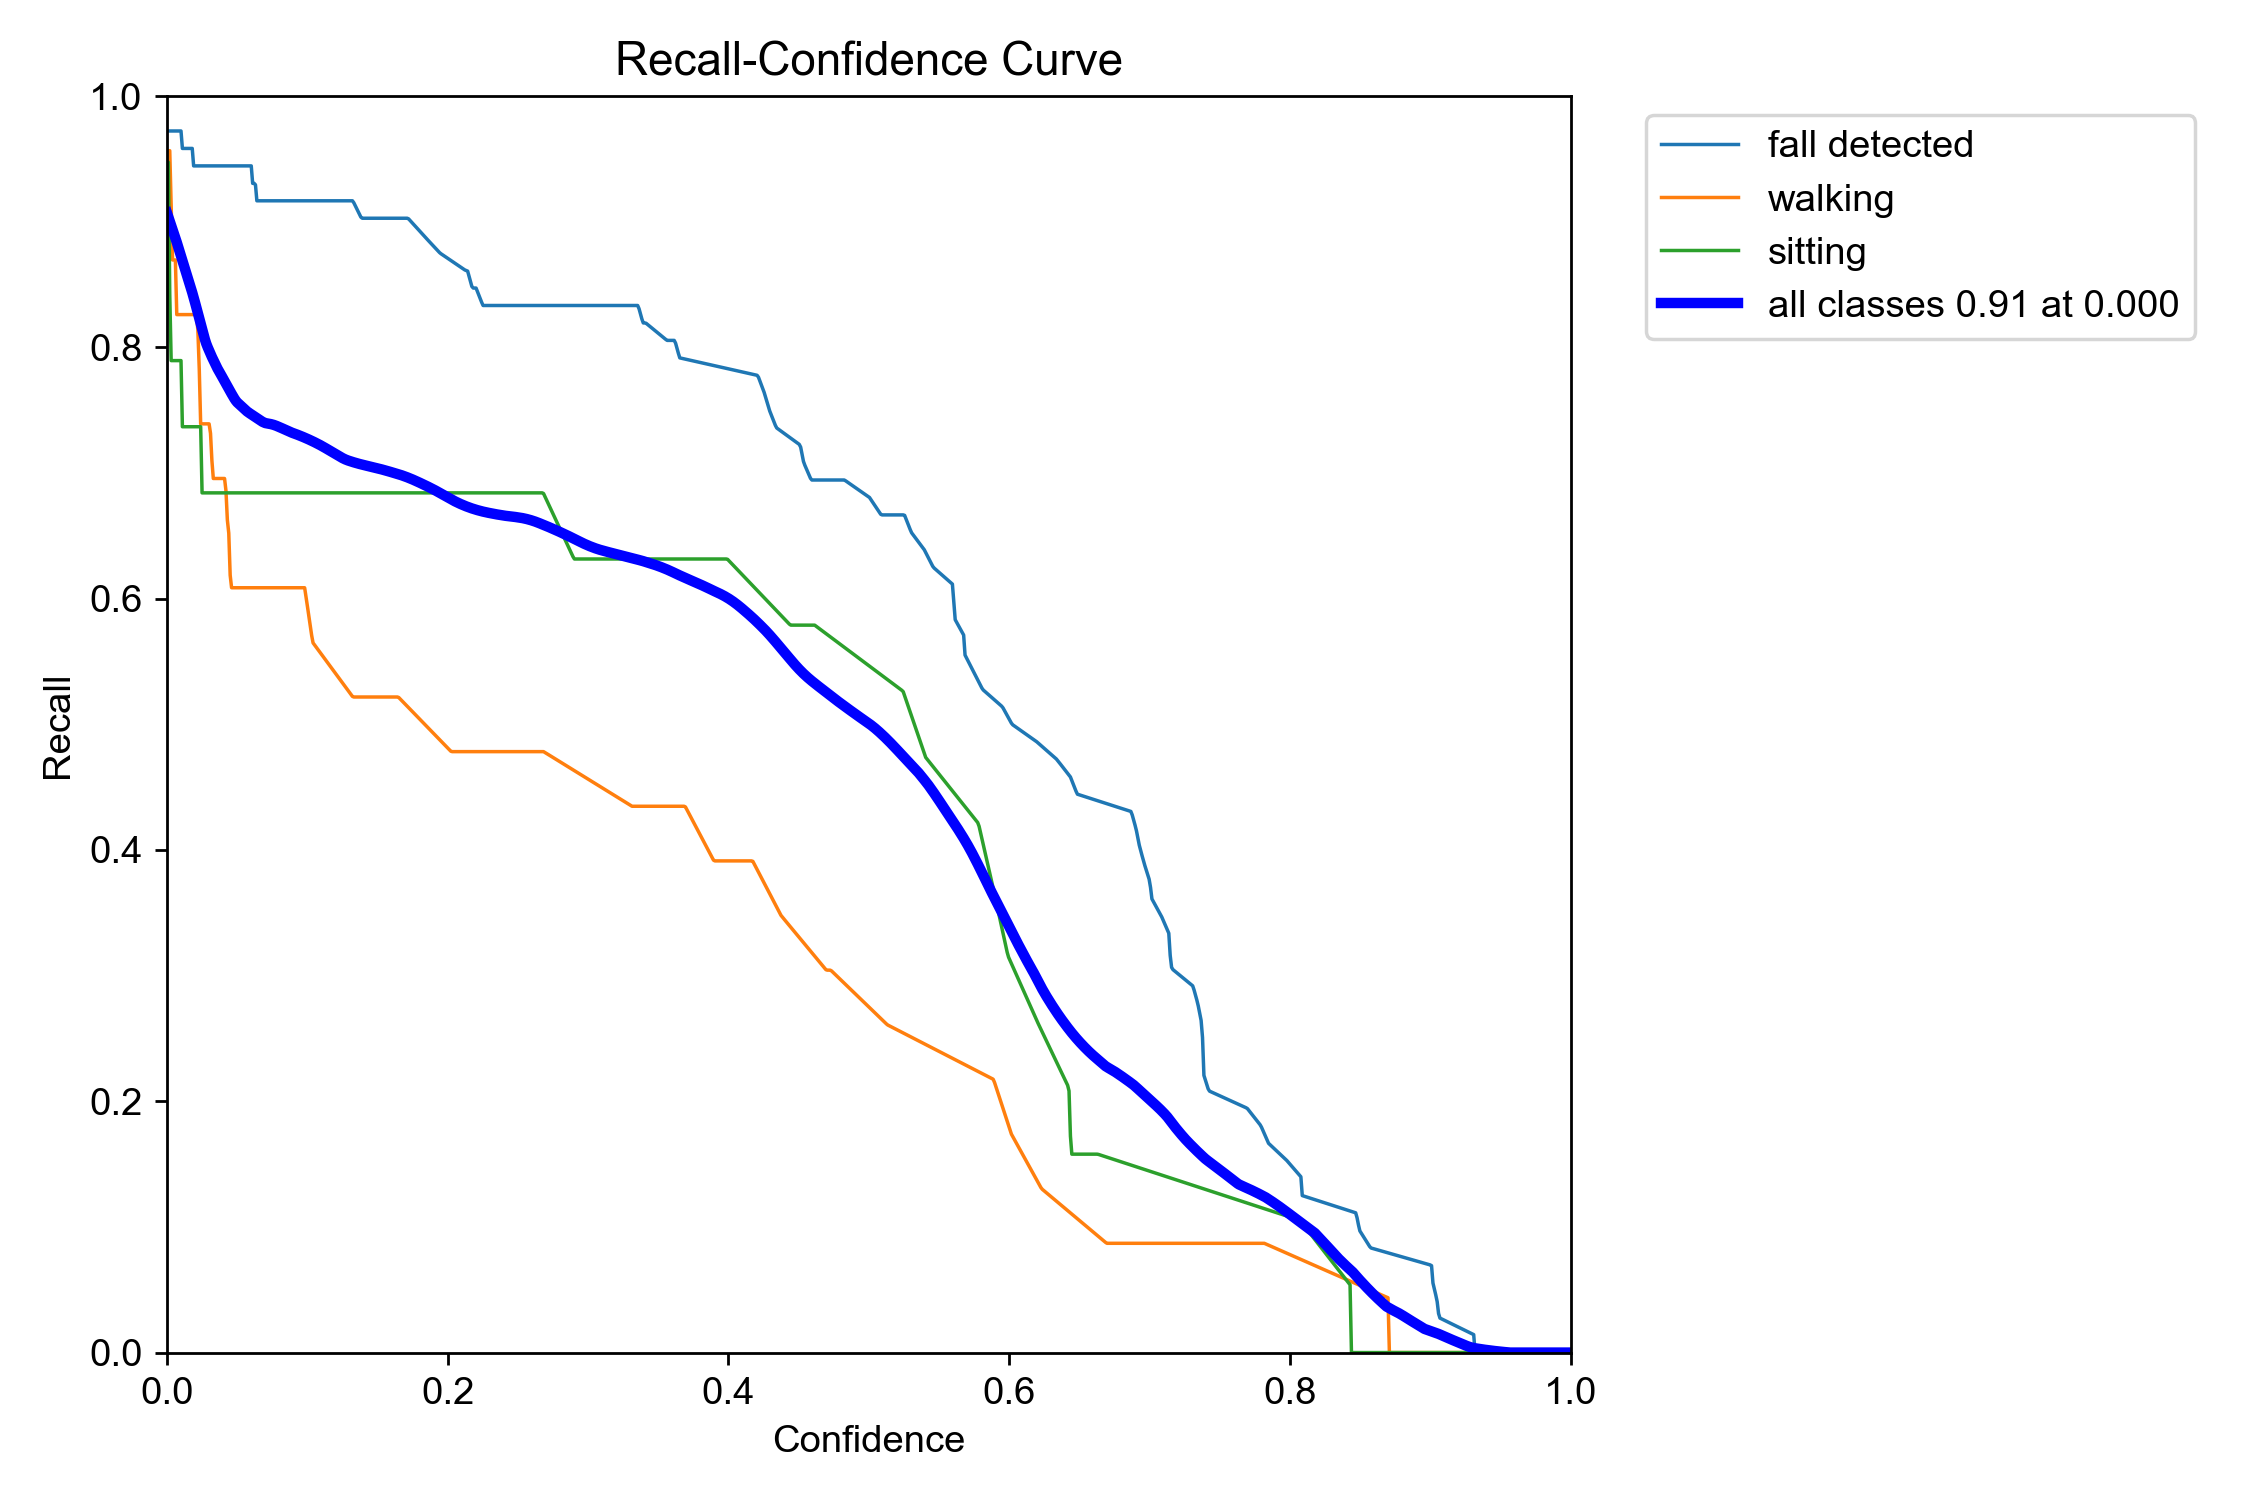 Recall-Confidence Curve
1.0
0.8
0.6
0.4
0.2
0.0
Recall
0.0 0.2 0.4 0.6 0.8 1.0
Confidence
fall detected
walking
sitting
all classes 0.91 at 0.000